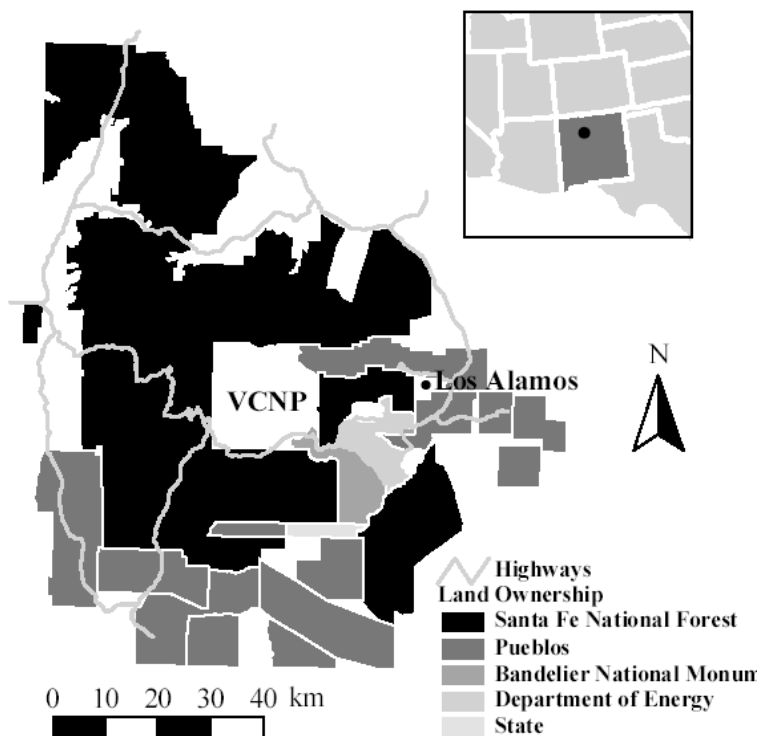 N
Los Alamos
VCNP
Highways
Land Ownership
Santa Fe National Forest
Pueblos
Bandelier National Monum
Department of Energy
State
0 10 20 30 40 km